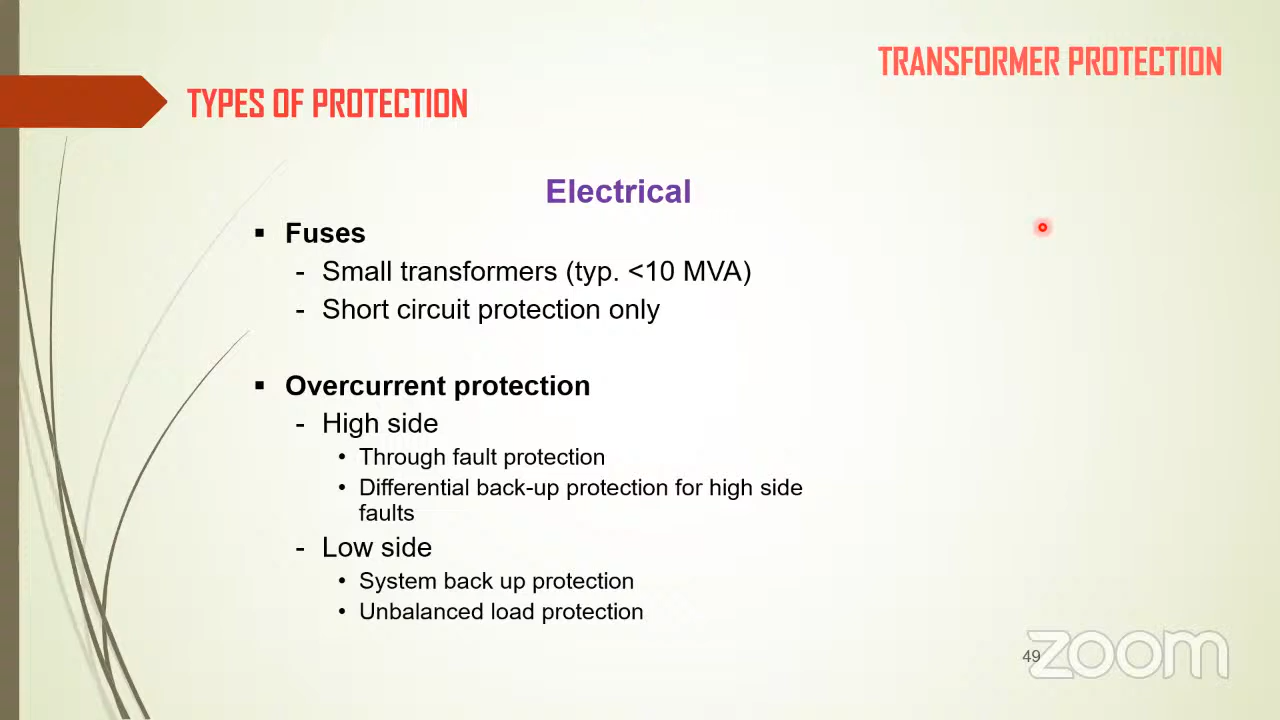 TRANSFORMER PROTECTION
TYPES OF PROTECTION
Electrical
▪ Fuses
- Small transformers (typ. <10 MVA)
- Short circuit protection only
▪ Overcurrent protection
- High side
• Through fault protection
• Differential back-up protection for high side
faults
- Low side
• System back up protection
• Unbalanced load protection
49
zoom